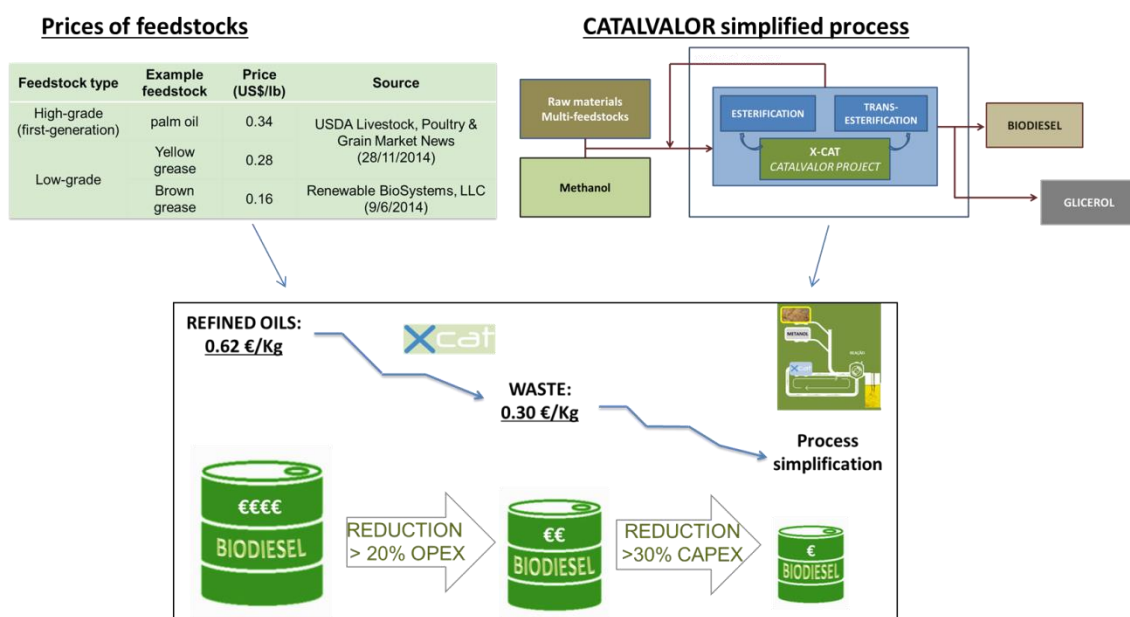 Prices of feedstocks
CATALVALOR simplified process
Feedstock type
Example
feedstock
Price
(US$/lb)
Source
High-grade
(first-generation)
palm oil
0.34
USDA Livestock, Poultry &
Grain Market News
(28/11/2014)
Low-grade
Yellow
grease
0.28
Brown
grease
0.16
Renewable BioSystems, LLC
(9/6/2014)
Raw materials
Multi-feedstocks
Methanol
ESTERIFICATION
TRANS-
ESTERIFICATION
X-CAT
CATALVALOR PROJECT
BIODIESEL
GLICEROL
REFINED OILS:
0.62 €/Kg
Xcat
WASTE:
0.30 €/Kg
METANOL
REAÇÃO
Xcat
Process
simplification
€€€€
BIODIESEL
REDUCTION
> 20% OPEX
€€
BIODIESEL
REDUCTION
>30% CAPEX
€
BIODIESEL